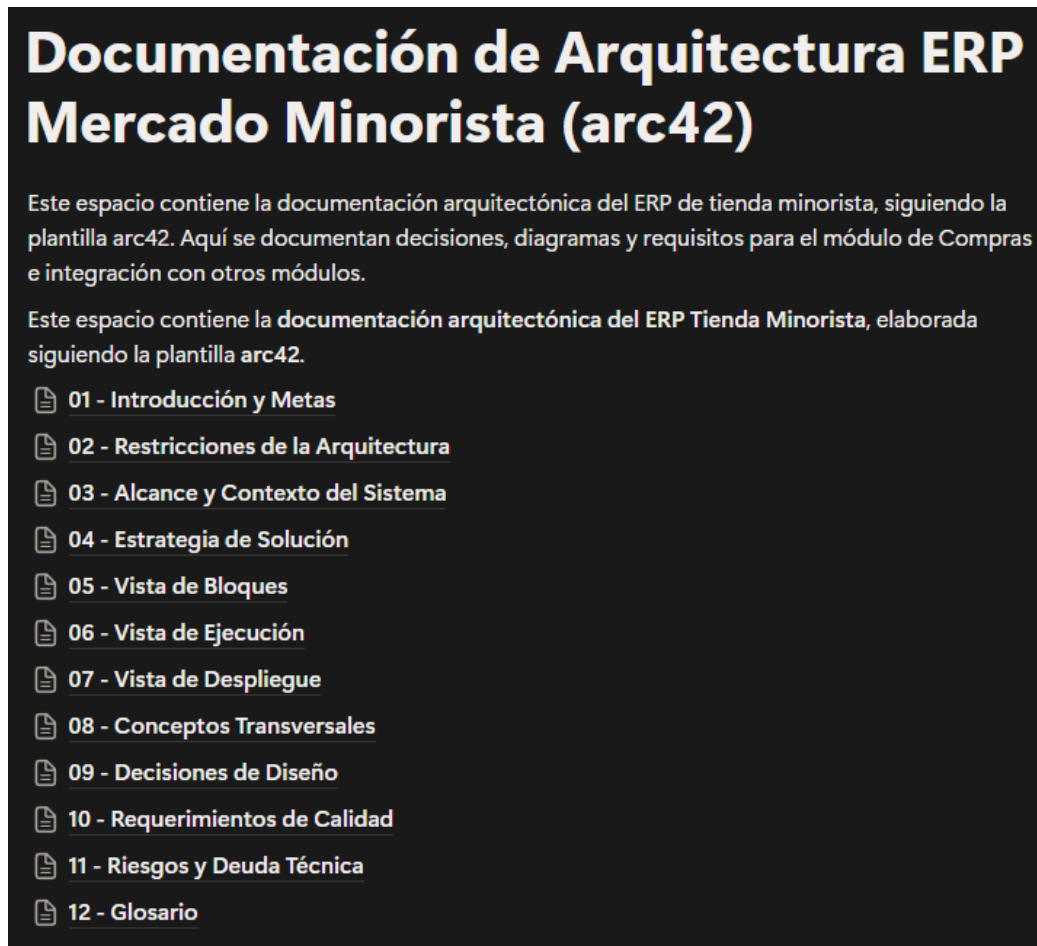 Documentación de Arquitectura ERP
Mercado Minorista (arc42)
Este espacio contiene la documentación arquitectónica del ERP de tienda minorista, siguiendo la
plantilla arc42. Aquí se documentan decisiones, diagramas y requisitos para el módulo de Compras
e integración con otros módulos.
Este espacio contiene la documentación arquitectónica del ERP Tienda Minorista, elaborada
siguiendo la plantilla arc42.
01 - Introducción y Metas
02 - Restricciones de la Arquitectura
03 - Alcance y Contexto del Sistema
04 - Estrategia de Solución
05 - Vista de Bloques
06 - Vista de Ejecución
07 - Vista de Despliegue
08 - Conceptos Transversales
09 - Decisiones de Diseño
10 - Requerimientos de Calidad
11 - Riesgos y Deuda Técnica
12 - Glosario